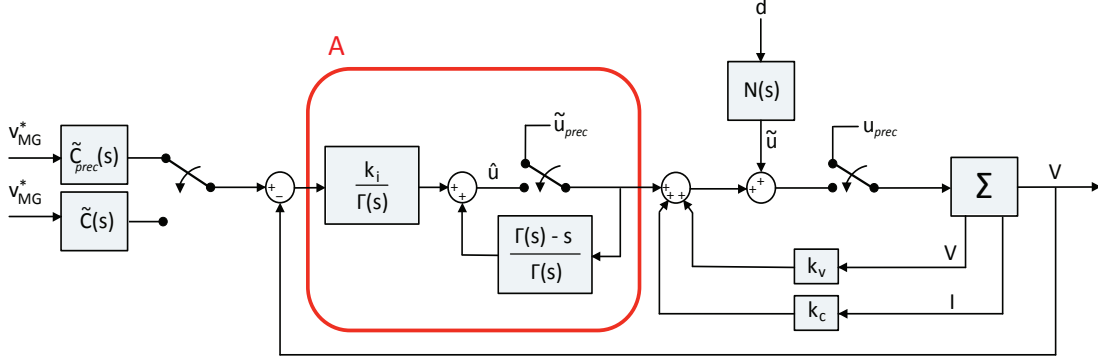 A
d
N(s)
v*MG
C̃prec(s)
v*MG
C̃(s)
+
-
ki
Γ(s)
+
+
û
ũprec
Γ(s) - s
Γ(s)
+
+ +
ũ
+
+
uprec
Σ
V
kv
V
kc
I